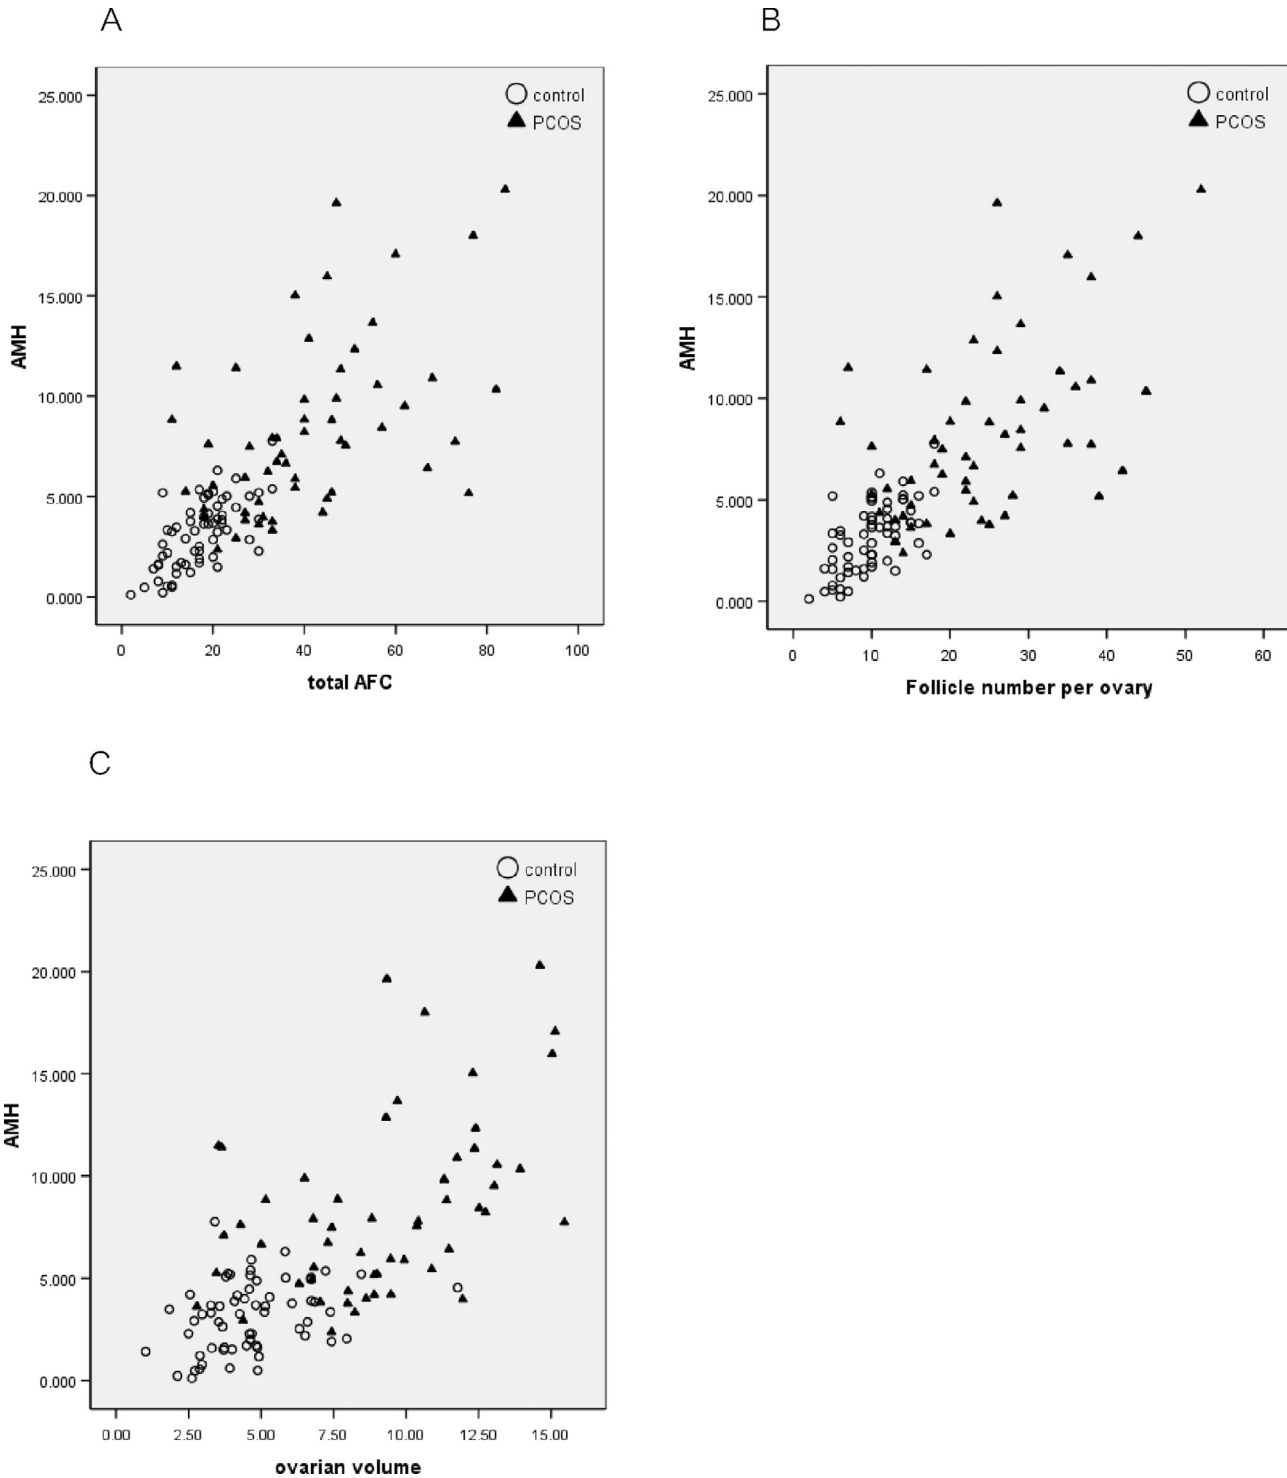 A
25.000
20.000
15.000
10.000
5.000
0.000
AMH
control
PCOS
0 20 40 60 80 100
total AFC
B
25.000
20.000
15.000
10.000
5.000
0.000
AMH
control
PCOS
0 10 20 30 40 50 60
Follicle number per ovary
C
25.000
20.000
15.000
10.000
5.000
0.000
AMH
control
PCOS
0.00 2.50 5.00 7.50 10.00 12.50 15.00
ovarian volume